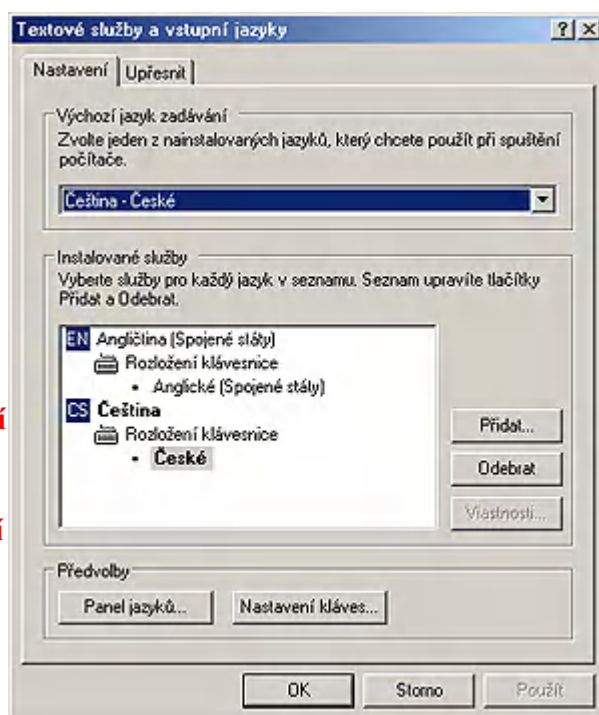 Textové služby a vstupní jazyky
Nastavení Upřesnit
Výchozí jazyk zadávání
Zvolte jeden z nainstalovaných jazyků, který chcete použít při spuštění
počítače.
Čeština - České
Instalované služby
Vyberte služby pro každý jazyk v seznamu. Seznam upravíte tlačítky
Přidat a Odebrat.
EN Angličtina (Spojené státy)
Rozložení klávesnice
• Anglické (Spojené státy)
CS Čeština
Rozložení klávesnice
• České
í
í
Přidat...
Odebrat
Vlastnosti...
Předvolby
Panel jazyků... Nastavení kláves...
OK Storno Použít